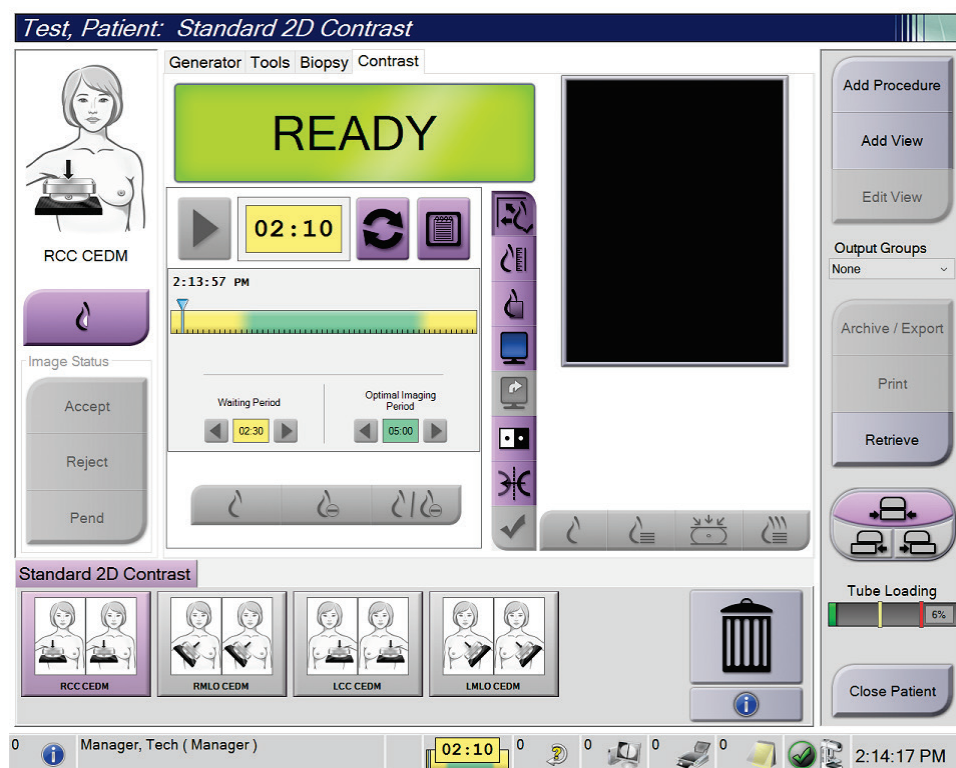 Test, Patient: Standard 2D Contrast
Generator Tools Biopsy Contrast
READY
RCC CEDM
02:10
2:13:57 PM
Waiting Period
Optimal Imaging
Period
02:30
05:00
Image Status
Accept
Reject
Pend
Add Procedure
Add View
Edit View
Output Groups
None
Archive / Export
Print
Retrieve
Tube Loading
6%
Close Patient
Standard 2D Contrast
RCC CEDM
RMLO CEDM
LCC CEDM
LMLO CEDM
0
Manager, Tech ( Manager )
02:10
0
0
0
0
2:14:17 PM